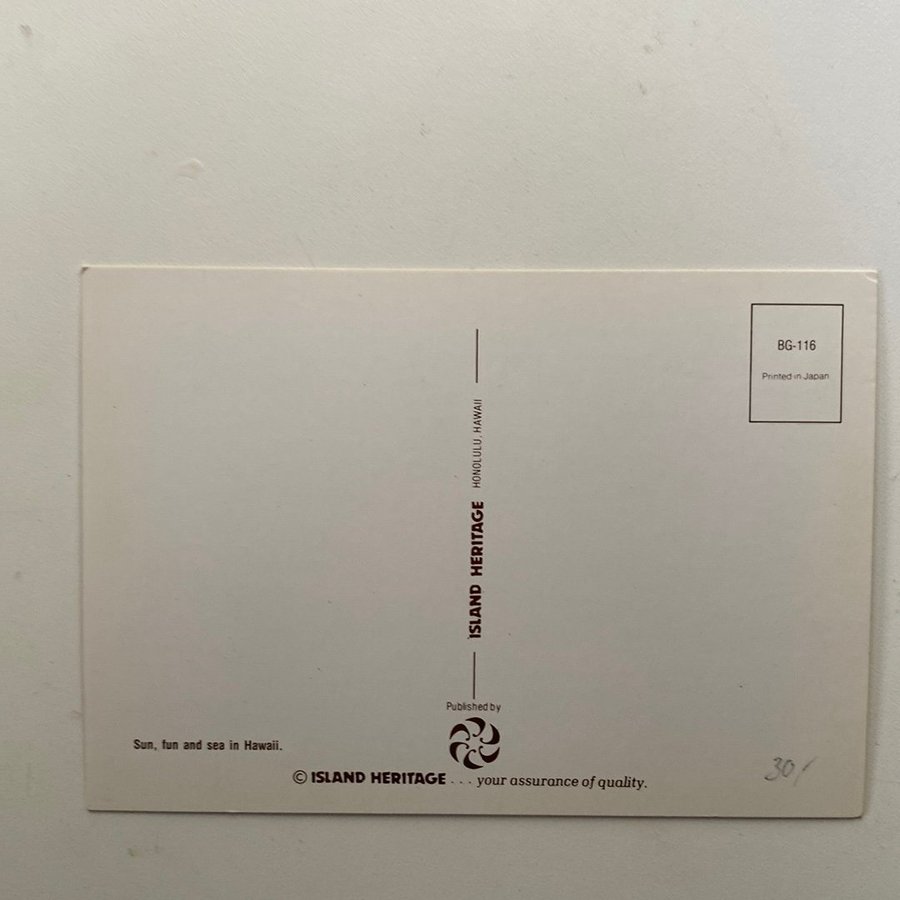 BG-116
Printed in Japan
ISLAND HERITAGE HONOLULU, HAWAII
Published by
Sun, fun and sea in Hawaii.
© ISLAND HERITAGE . . . your assurance of quality.
30/